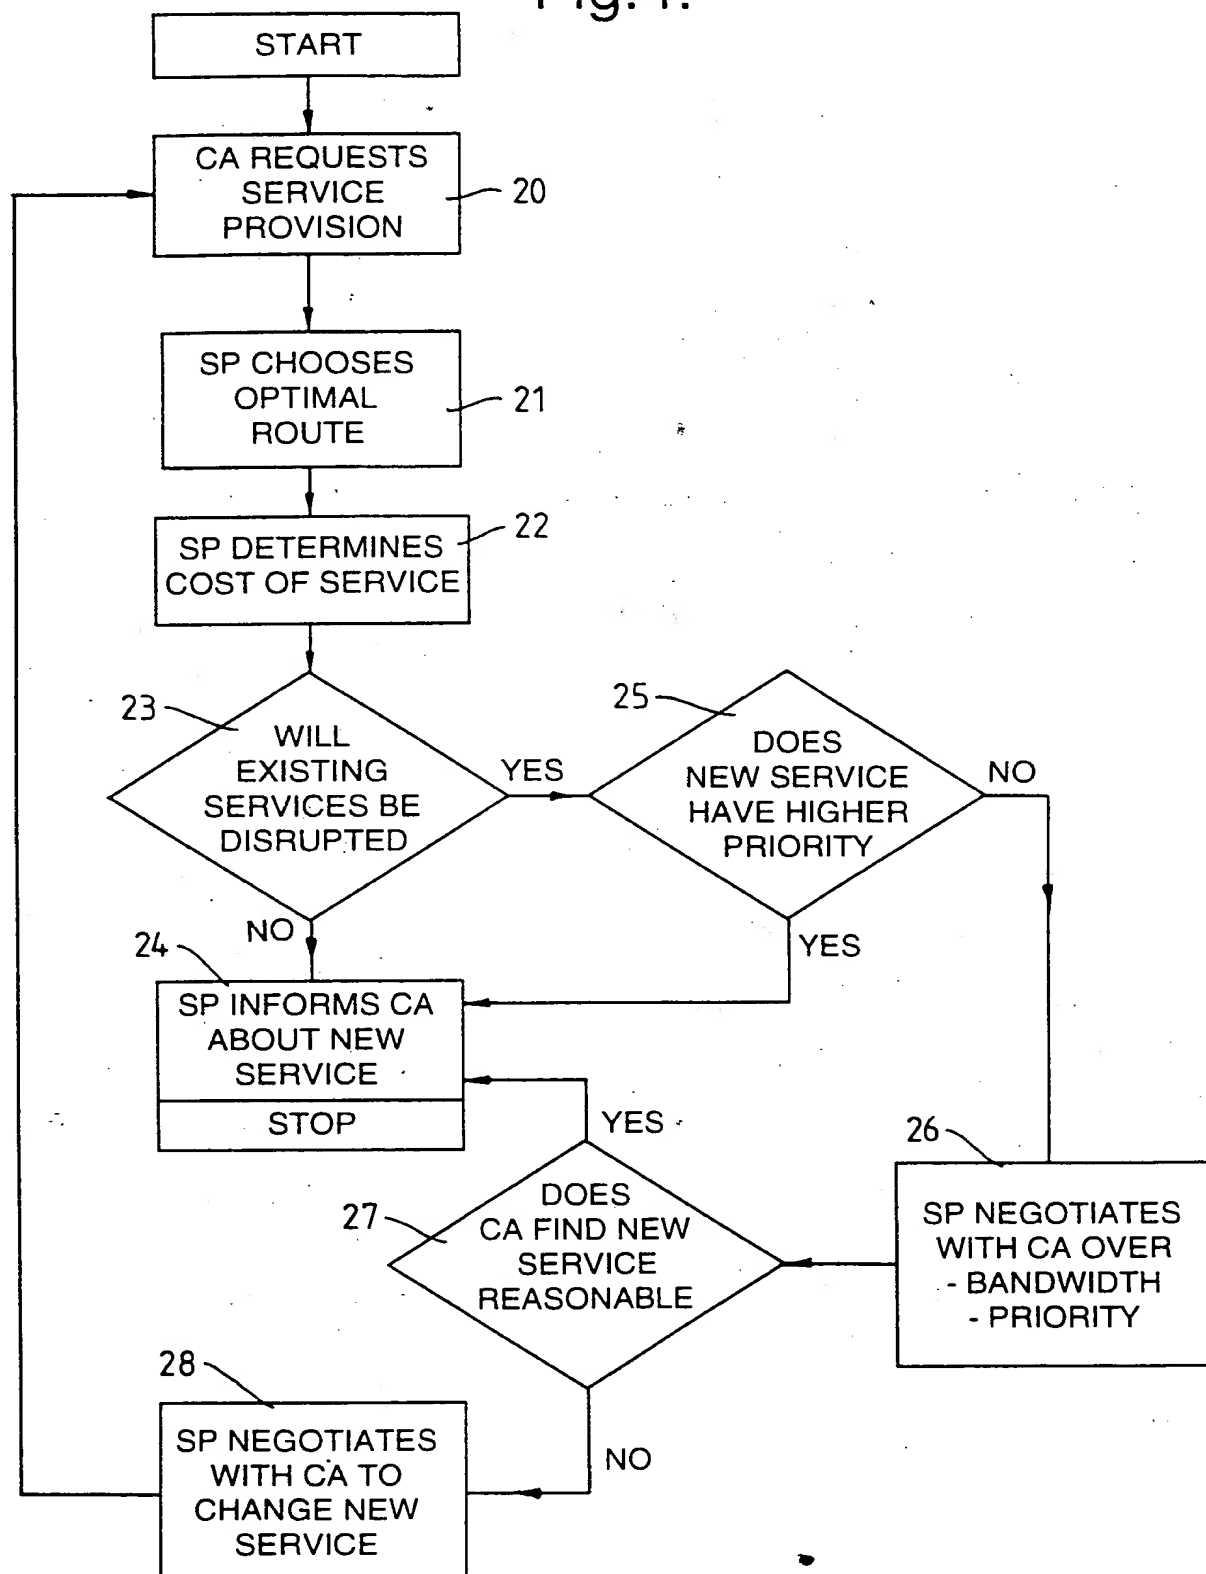 Fig.1.
START
CA REQUESTS
SERVICE
PROVISION
20
SP CHOOSES
OPTIMAL
ROUTE
21
22
SP DETERMINES
COST OF SERVICE
23
WILL
EXISTING
SERVICES BE
DISRUPTED
YES
25
DOES
NEW SERVICE
HAVE HIGHER
PRIORITY
NO
NO
YES
24
SP INFORMS CA
ABOUT NEW
SERVICE
STOP
YES
26
SP NEGOTIATES
WITH CA OVER
- BANDWIDTH
- PRIORITY
27
DOES
CA FIND NEW
SERVICE
REASONABLE
NO
28
SP NEGOTIATES
WITH CA TO
CHANGE NEW
SERVICE